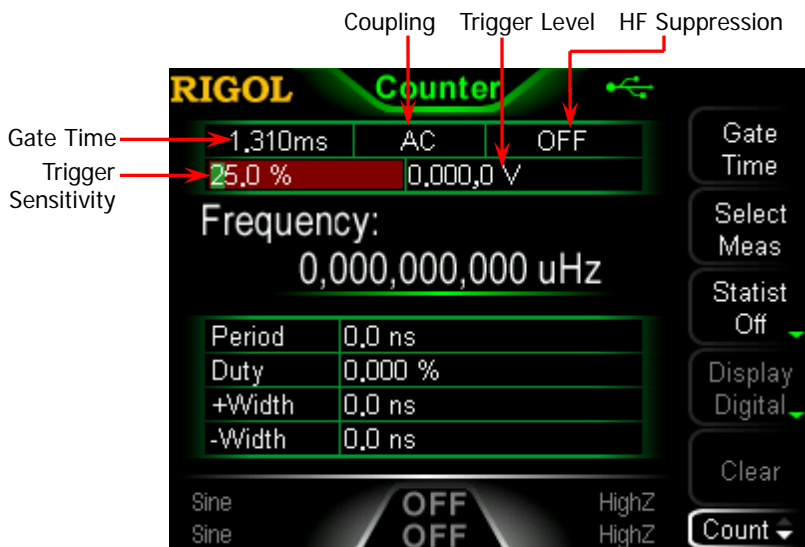 Coupling Trigger Level HF Suppression
RIGOL Counter
Gate Time 1.310ms AC OFF
Trigger Sensitivity 25.0 % 0.000,0 V
Gate Time
Select Meas
Frequency:
0,000,000,000 uHz
Statist Off
Period 0.0 ns
Duty 0.000 %
+Width 0.0 ns
-Width 0.0 ns
Display Digital
Clear
Sine OFF HighZ
Sine OFF HighZ
Count